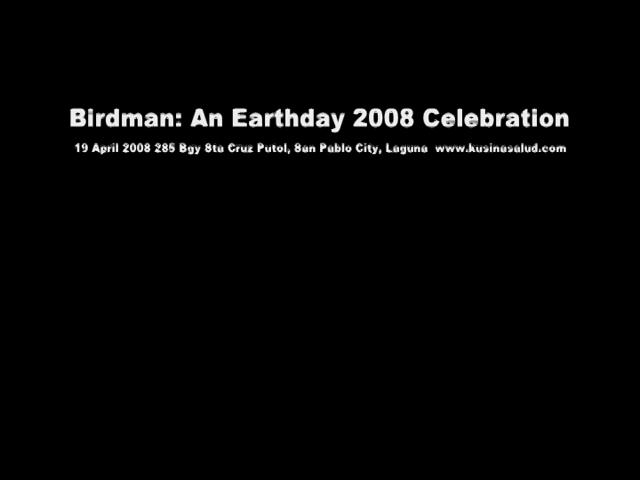 Birdman: An Earthday 2008 Celebration
19 April 2008 285 Bgy Sta Cruz Putol, San Pablo City, Laguna www.kusinasalud.com